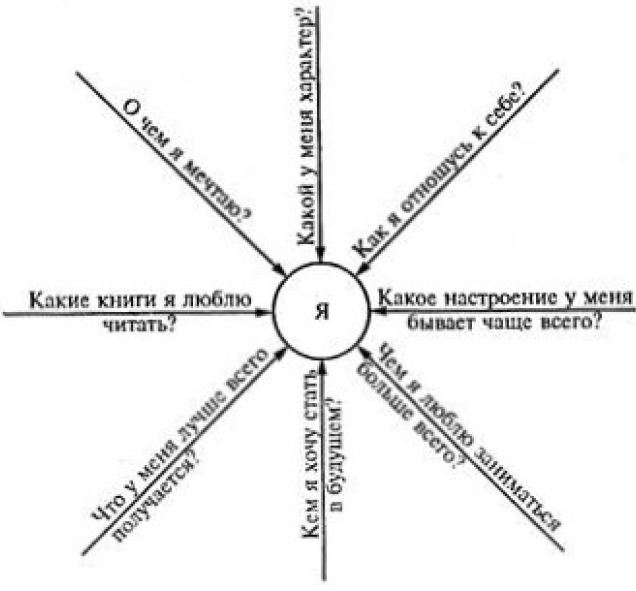 Какой у меня характер?
О чем я мечтаю?
Как я отношусь к себе?
Какие книги я люблю
читать?
Я
Какое настроение у меня
бывает чаще всего?
Что у меня лучше всего
получается?
Кем я хочу стать
в будущем?
Чем я люблю заниматься
больше всего?